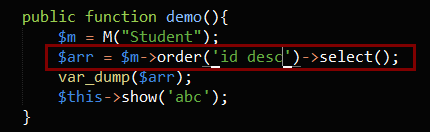 public function demo(){
$m = M("Student");
$arr = $m->order('id desc')->select();
var_dump($arr);
$this->show('abc');
}